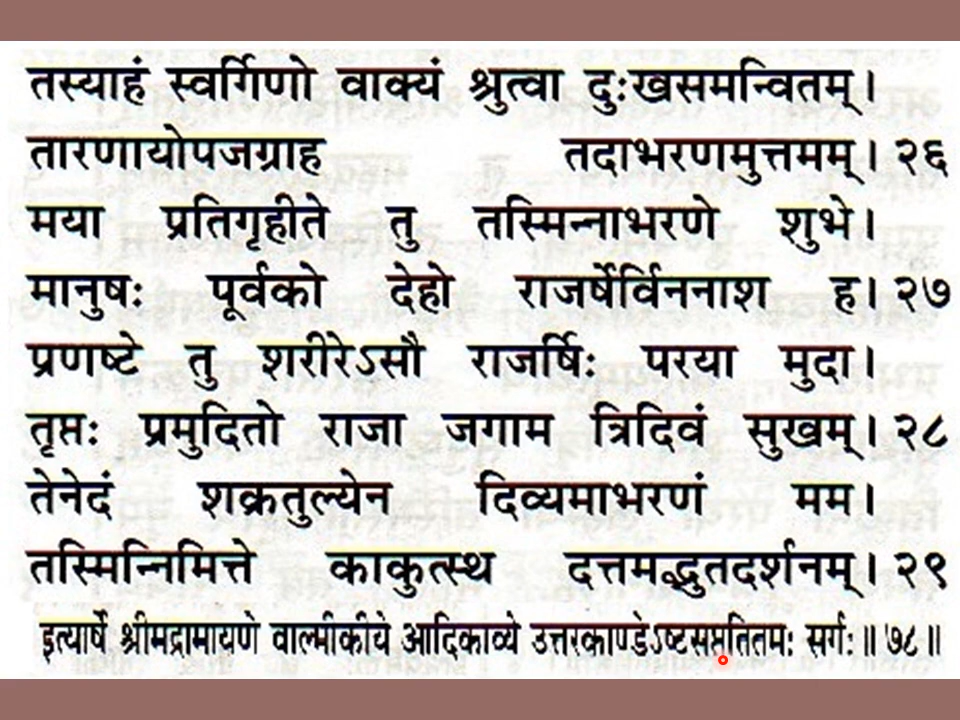 तस्याहं स्वर्गिणो वाक्यं श्रुत्वा दुःखसमन्वितम्।
तारणायोपजग्राह तदाभरणमुत्तमम्। २६
मया प्रतिगृहीते तु तस्मिन्नाभरणे शुभे।
मानुषः पूर्वको देहो राजर्षेर्विननाश ह। २७
प्रणष्टे तु शरीरेऽसौ राजर्षिः परया मुदा।
तृप्तः प्रमुदितो राजा जगाम त्रिदिवं सुखम्। २८
तेनेदं शक्रतुल्येन दिव्यमाभरणं मम।
तस्मिन्निमित्ते काकुत्स्थ दत्तमद्भुतदर्शनम्। २९
इत्यार्षे श्रीमद्रामायणे वाल्मीकीये आदिकाव्ये उत्तरकाण्डेऽष्टसप्ततितमः सर्गः॥ ७८॥